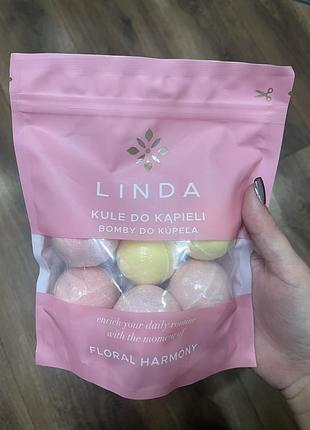 LINDA
KULE DO KĄPIELI
BOMBY DO KÚPEĽA
enrich your daily routine
with the moment of
FLORAL HARMONY